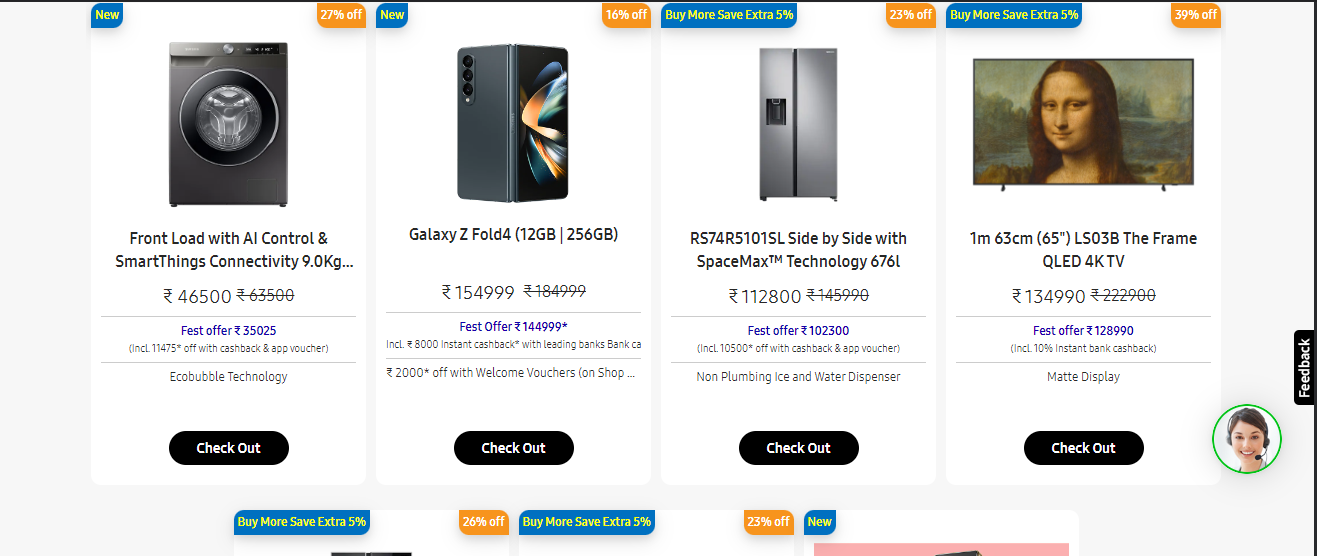 New
27% off
Front Load with AI Control &
SmartThings Connectivity 9.0Kg...
₹ 46500 ₹ 63500
Fest offer ₹ 35025
(Incl. 11475* off with cashback & app voucher)
Ecobubble Technology
Check Out
New
16% off
Galaxy Z Fold4 (12GB | 256GB)
₹ 154999 ₹ 184999
Fest Offer ₹ 144999*
Incl. ₹ 8000 Instant cashback* with leading banks Bank ca
₹ 2000* off with Welcome Vouchers (on Shop ...
Check Out
Buy More Save Extra 5%
23% off
RS74R5101SL Side by Side with
SpaceMax™ Technology 676l
₹ 112800 ₹ 145990
Fest offer ₹ 102300
(Incl. 10500* off with cashback & app voucher)
Non Plumbing Ice and Water Dispenser
Check Out
Buy More Save Extra 5%
39% off
1m 63cm (65") LS03B The Frame
QLED 4K TV
₹ 134990 ₹ 222900
Fest offer ₹ 128990
(Incl. 10% Instant bank cashback)
Matte Display
Check Out
Feedback
Buy More Save Extra 5%
26% off
Buy More Save Extra 5%
23% off
New